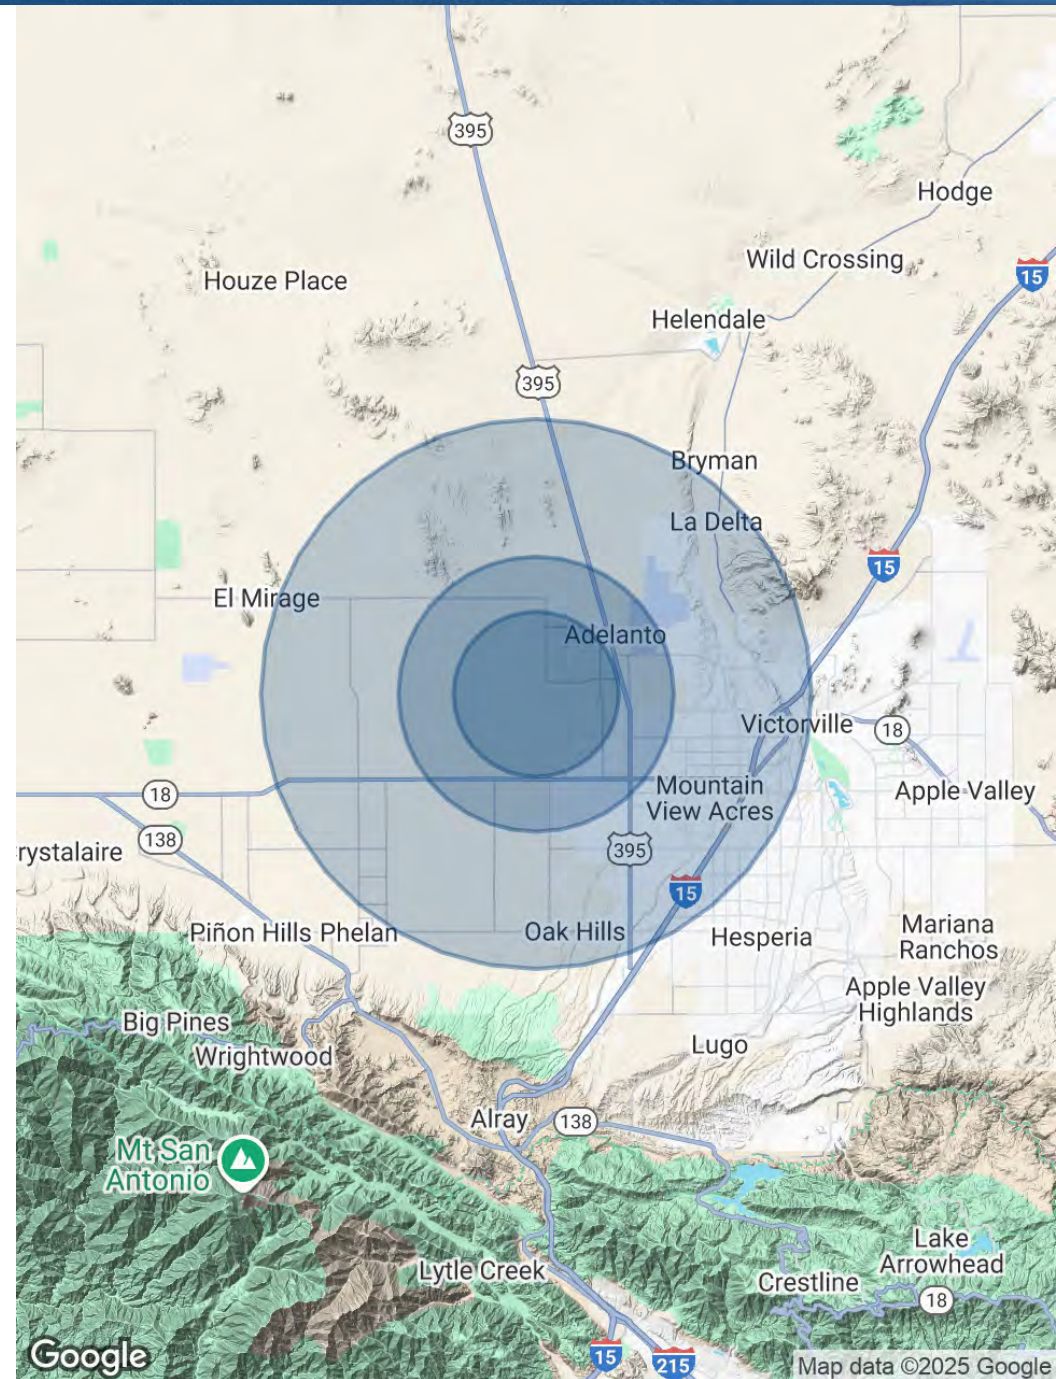 395
Hodge
Wild Crossing
15
Houze Place
Helendale
395
Bryman
La Delta
15
El Mirage
Adelanto
Victorville
18
Mountain
View Acres
Apple Valley
18
138
395
rystalaire
15
Piñon Hills
Phelan
Oak Hills
Hesperia
Mariana
Ranchos
Apple Valley
Highlands
Big Pines
Wrightwood
Lugo
Alray
138
Mt San
Antonio
Lytle Creek
Lake
Arrowhead
Crestline
18
Google
15
215
Map data ©2025 Google